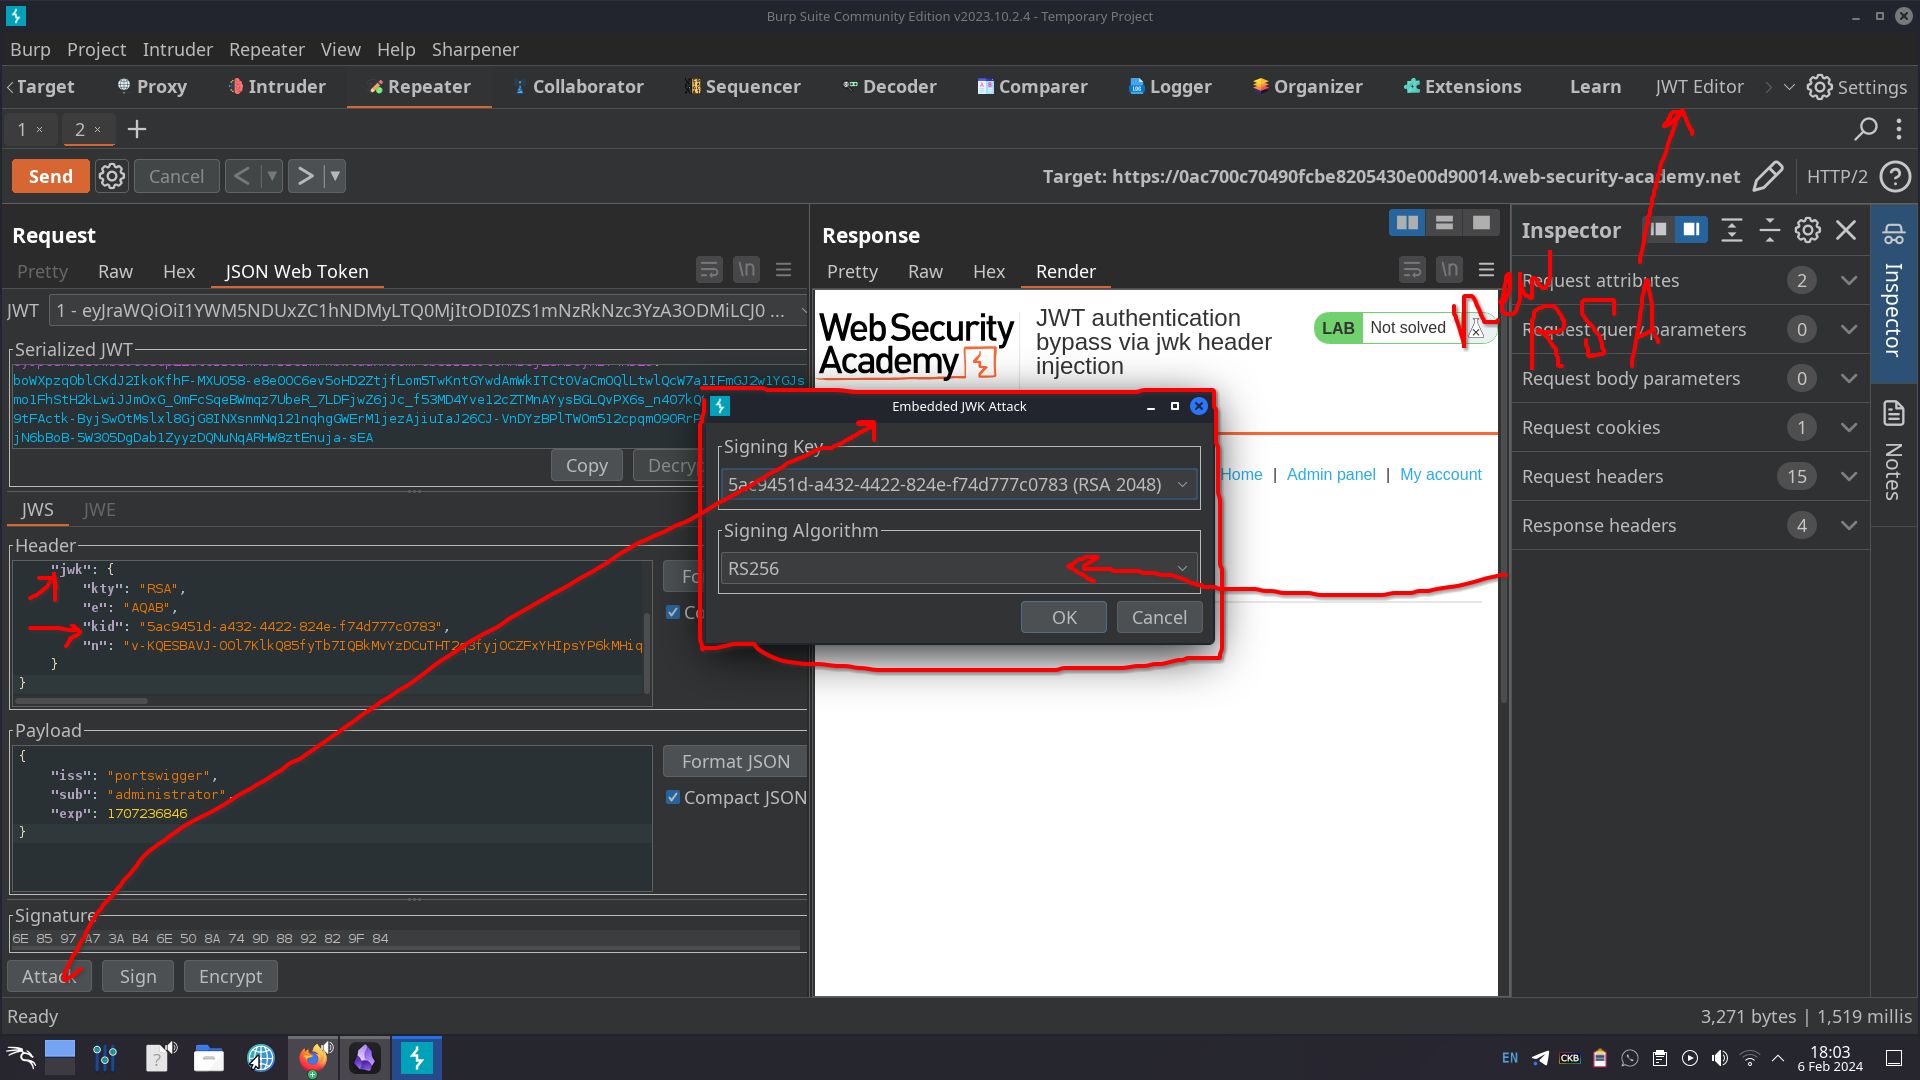 Burp Suite Community Edition v2023.10.2.4 - Temporary Project
Burp Project Intruder Repeater View Help Sharpener
Target Proxy Intruder Repeater Collaborator Sequencer Decoder Comparer Logger Organizer Extensions Learn JWT Editor Settings
1 × 2 × +
Send Cancel < > Target: https://0ac700c70490fcbe8205430e00d90014.web-security-academy.net HTTP/2
Request
Pretty Raw Hex JSON Web Token \n
JWT 1 - eyJraWQiOiI1YWM5NDUxZC1hNDMyLTQ0MjItODI0ZS1mNzRkNzc3YzA3ODMiLCJ0 ...
Serialized JWT
jN6bBoB-5W305DgDab1ZyyzDQNuNqARHW8ztEnuja-sEA
Copy Decry
JWS JWE
Header
"jwk": {
"kty": "RSA",
"e": "AQAB",
"kid": "5ac9451d-a432-4422-824e-f74d777c0783",
}
}
Payload
{
"iss": "portswigger",
"sub": "administrator",
"exp": 1707236846
}
Format JSON
Compact JSON
Signature
6E 85 97 A7 3A B4 6E 50 8A 74 9D 88 92 82 9F 84
Attack Sign Encrypt
Response
Pretty Raw Hex Render \n
Web Security
Academy
JWT authentication
bypass via jwk header
injection
LAB Not solved
Home | Admin panel | My account
Embedded JWK Attack
Signing Key
5ac9451d-a432-4422-824e-f74d777c0783 (RSA 2048)
Signing Algorithm
RS256
OK Cancel
New
RSA
Inspector
Request attributes 2
Request query parameters 0
Request body parameters 0
Request cookies 1
Request headers 15
Response headers 4
Inspector
Notes
Ready
3,271 bytes | 1,519 millis
EN CKB 18:03
6 Feb 2024